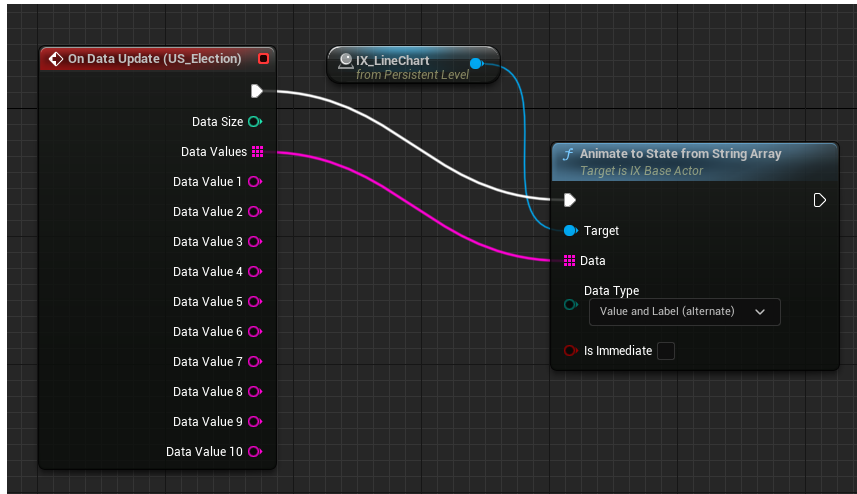 On Data Update (US_Election)
Data Size
Data Values
Data Value 1
Data Value 2
Data Value 3
Data Value 4
Data Value 5
Data Value 6
Data Value 7
Data Value 8
Data Value 9
Data Value 10
IX_LineChart
from Persistent Level
f Animate to State from String Array
Target is IX Base Actor
Target
Data
Data Type
Value and Label (alternate)
Is Immediate